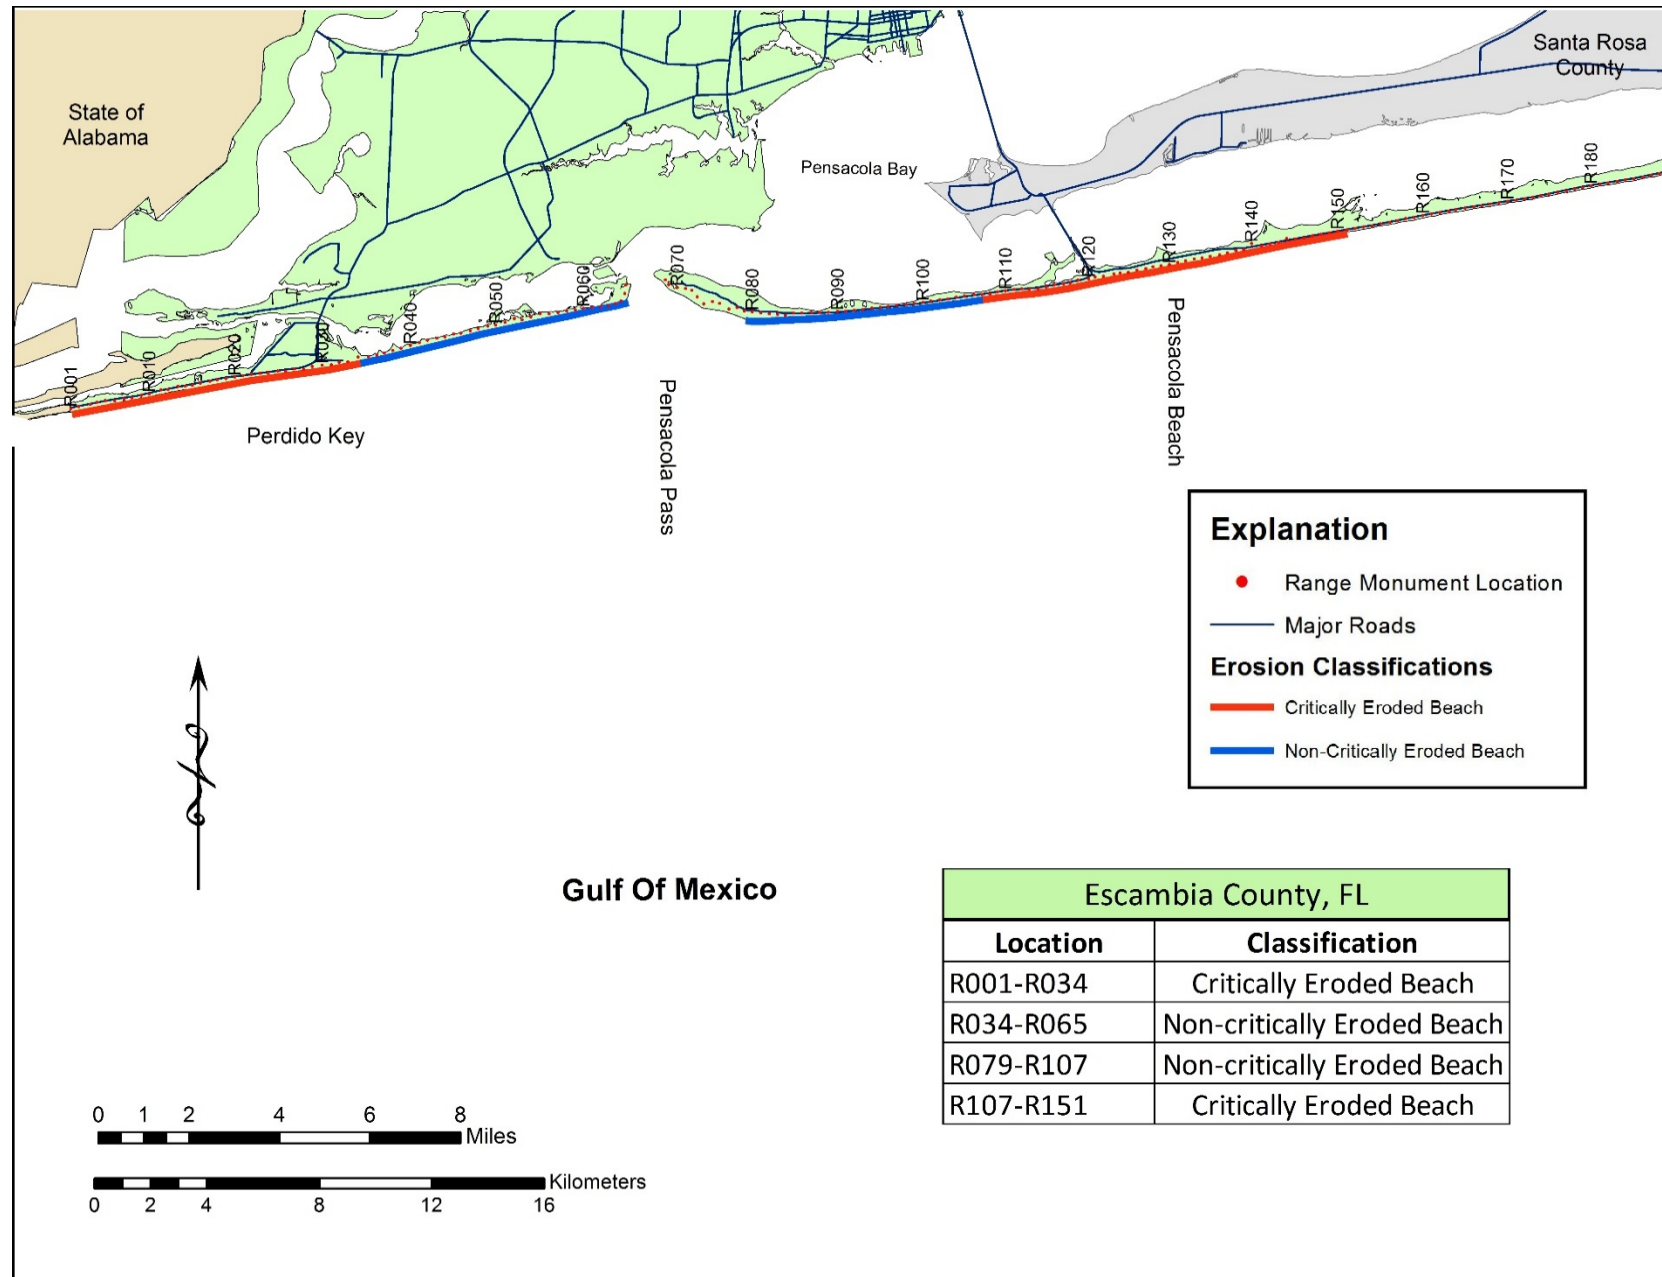 Santa Rosa
County
State of
Alabama
Pensacola Bay
R001
R010
R020
R030
R040
R050
R060
R070
R080
R090
R100
R110
R120
R130
R140
R150
R160
R170
R180
Perdido Key
Pensacola Pass
Pensacola Beach
Explanation
Range Monument Location
Major Roads
Erosion Classifications
Critically Eroded Beach
Non-Critically Eroded Beach
Gulf Of Mexico
Escambia County, FL
Location Classification
R001-R034 Critically Eroded Beach
R034-R065 Non-critically Eroded Beach
R079-R107 Non-critically Eroded Beach
R107-R151 Critically Eroded Beach
0 1 2 4 6 8
Miles
Kilometers
0 2 4 8 12 16